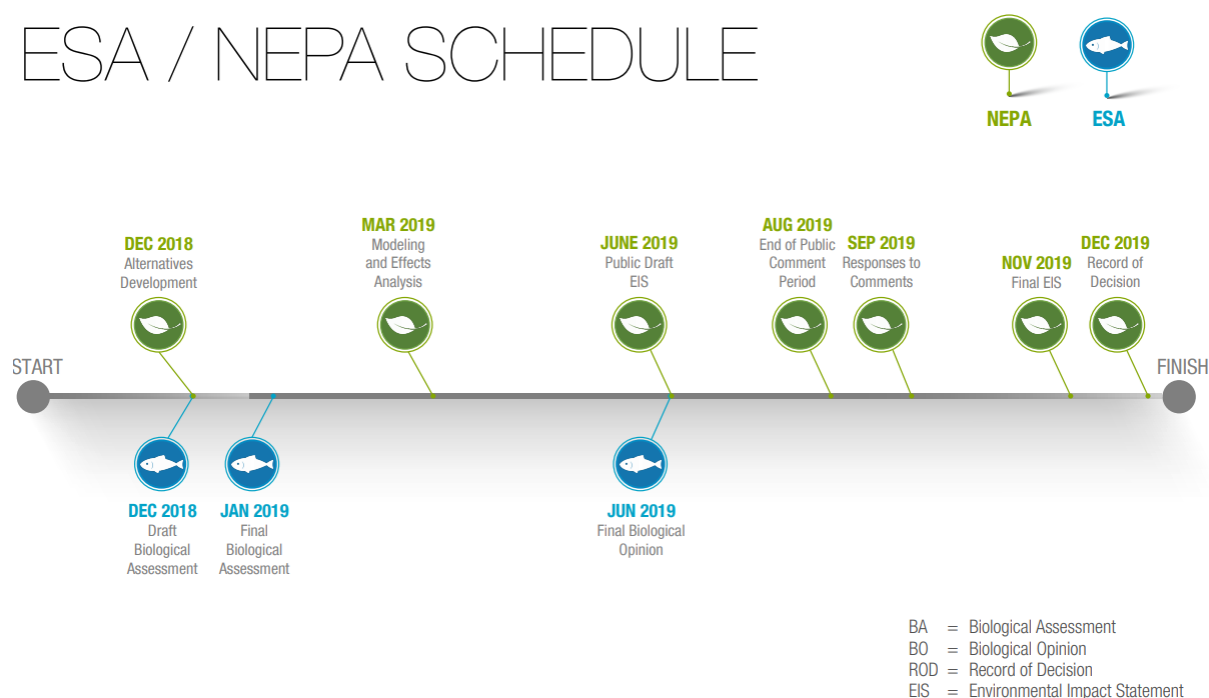 ESA / NEPA SCHEDULE
NEPA
ESA
DEC 2018
Alternatives
Development
MAR 2019
Modeling
and Effects
Analysis
JUNE 2019
Public Draft
EIS
AUG 2019
End of Public
Comment
Period
SEP 2019
Responses to
Comments
NOV 2019
Final EIS
DEC 2019
Record of
Decision
START
FINISH
DEC 2018
Draft
Biological
Assessment
JAN 2019
Final
Biological
Assessment
JUN 2019
Final Biological
Opinion
BA = Biological Assessment
BO = Biological Opinion
ROD = Record of Decision
EIS = Environmental Impact Statement